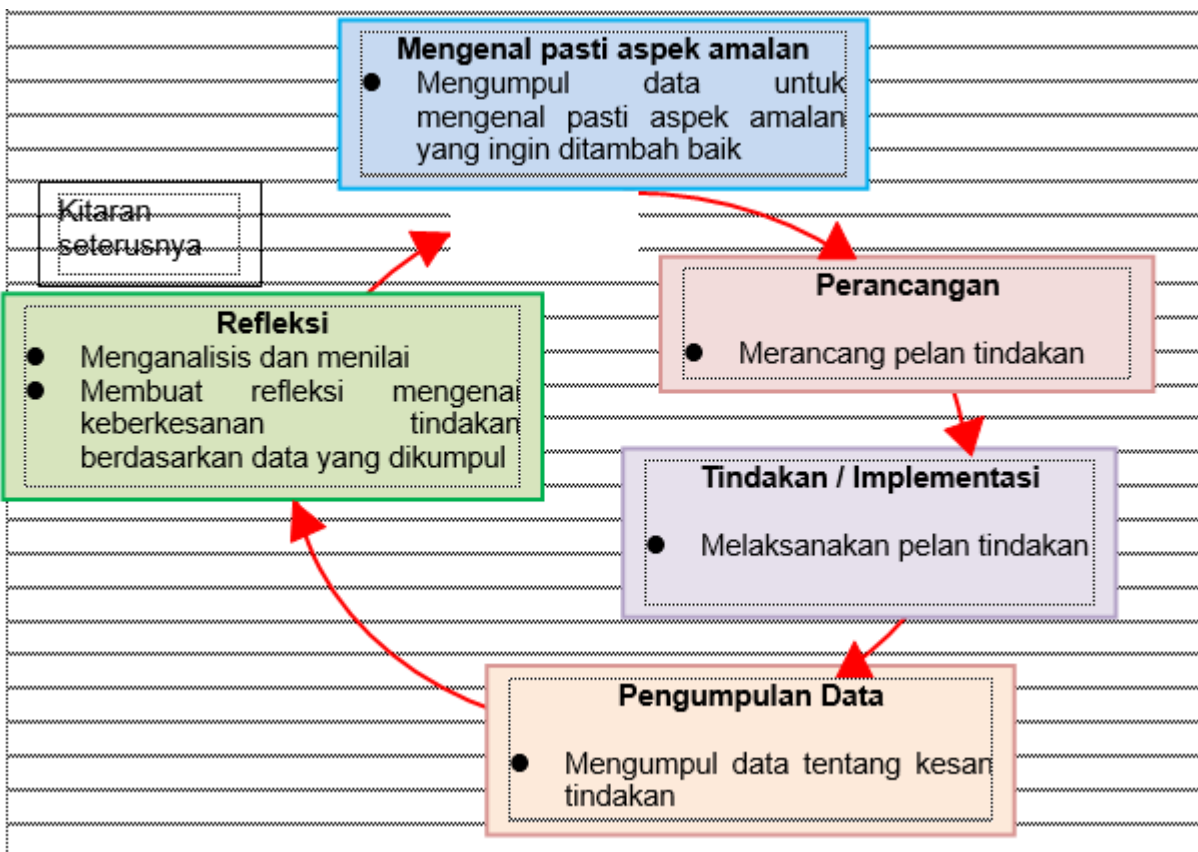 Mengenal pasti aspek amalan
● Mengumpul data untuk
mengenal pasti aspek amalan
yang ingin ditambah baik
Kitaran
seterusnya
Perancangan
● Merancang pelan tindakan
Refleksi
● Menganalisis dan menilai
● Membuat refleksi mengenai
keberkesanan tindakan
berdasarkan data yang dikumpul
Tindakan / Implementasi
● Melaksanakan pelan tindakan
Pengumpulan Data
● Mengumpul data tentang kesan
tindakan